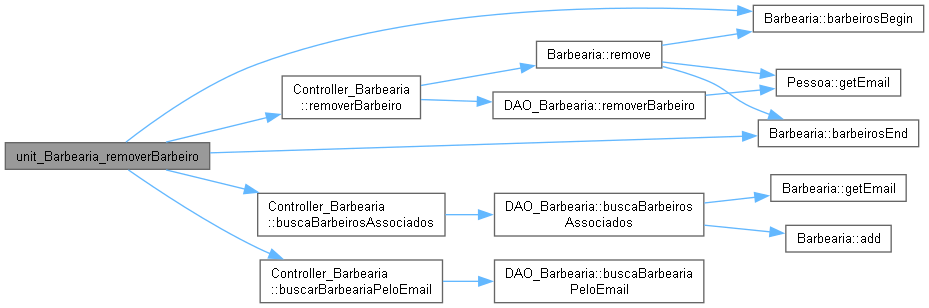 unit_Barbearia_removerBarbeiro
Controller_Barbearia
::removerBarbeiro
Barbearia::remove
DAO_Barbearia::removerBarbeiro
Barbearia::barbeirosBegin
Pessoa::getEmail
Barbearia::barbeirosEnd
Controller_Barbearia
::buscaBarbeirosAssociados
DAO_Barbearia::buscaBarbeiros
Associados
Barbearia::getEmail
Barbearia::add
Controller_Barbearia
::buscarBarbeariaPeloEmail
DAO_Barbearia::buscaBarbearia
PeloEmail